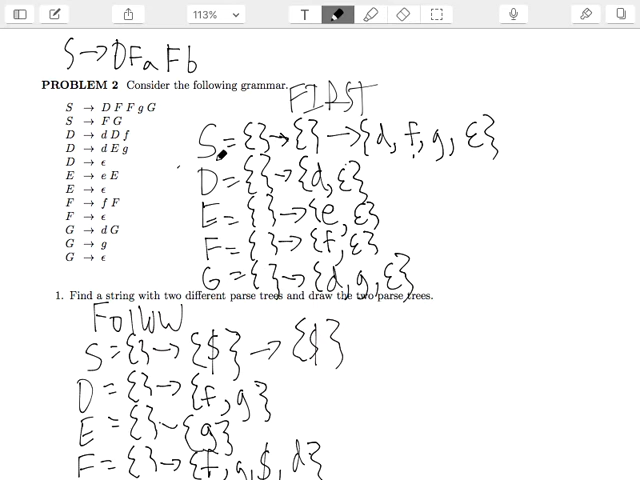 113%
T
S → DFaFb
PROBLEM 2 Consider the following grammar.
FIRST
S → D F F g G
S → F G
D → d D f
D → d E g
D → ϵ
E → e E
E → ϵ
F → f F
F → ϵ
G → d G
G → g
G → ϵ
S = {} → {} → {d, f, g, ε}
D = {} → {d, ε}
E = {} → {e, ε}
F = {} → {f, ε}
G = {} → {d, g, ε}
1. Find a string with two different parse trees and draw the two parse trees.
Follow
S = {} → {$} → {$}
D = {} → {f, g}
E = {} → {g}
F = {} → {f, g, $, d}